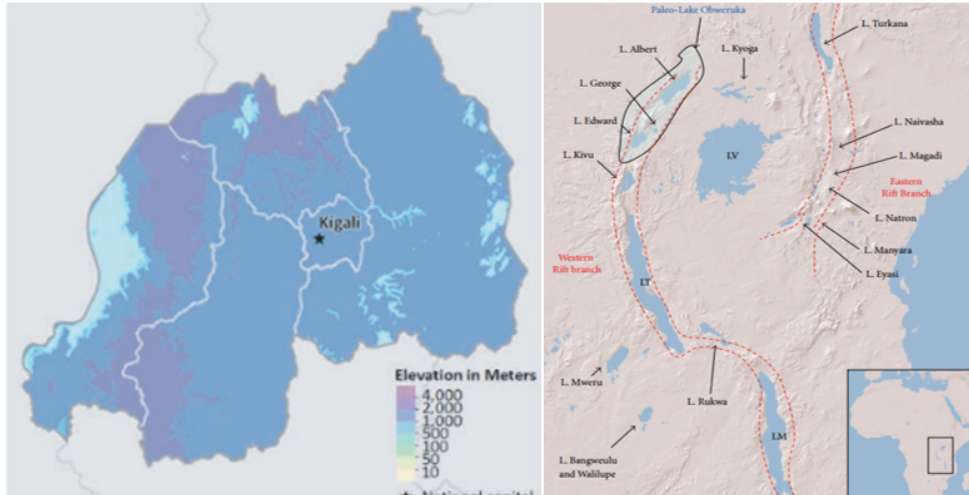 Kigali
Elevation in Meters
4,000
2,000
1,000
500
100
50
10
National capital
Paleo-Lake Obweruka
L. Turkana
L. Albert
L. Kyoga
L. George
L. Edward
L. Naivasha
L. Kivu
LV
L. Magadi
Eastern
Rift Branch
L. Natron
L. Manyara
Western
Rift branch
L. Eyasi
LT
L. Mweru
L. Rukwa
LM
L. Bangweulu
and Walilupe